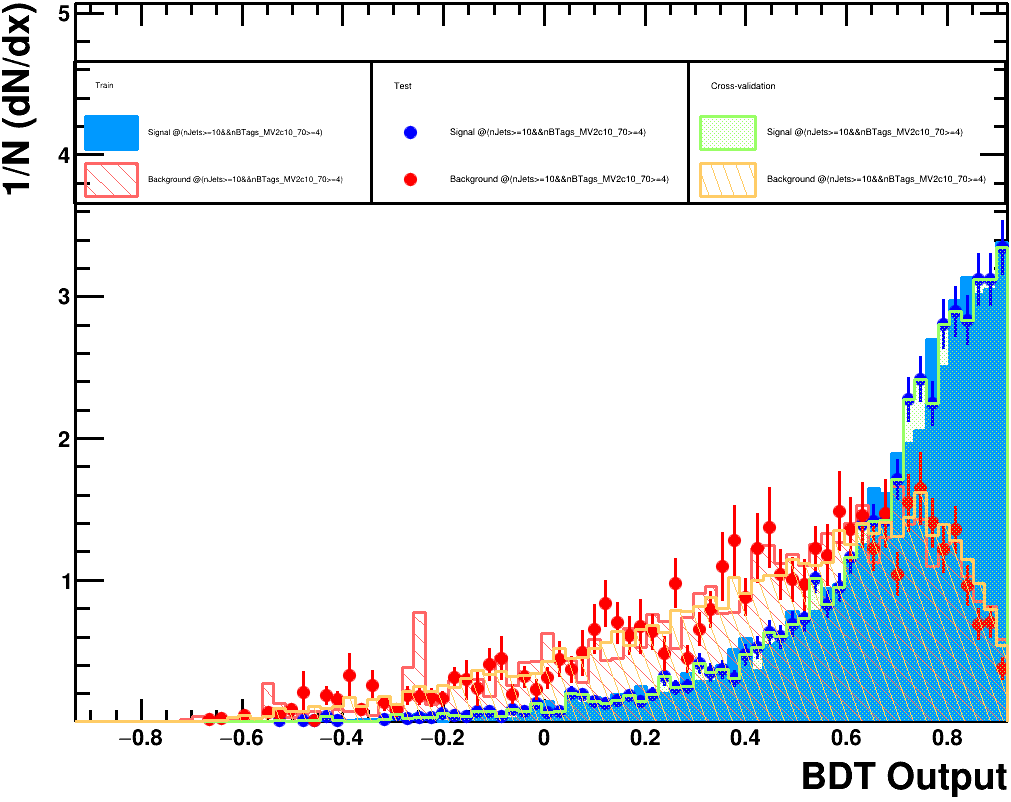 1/N (dN/dx)
5
4
3
2
1
Train
Test
Cross-validation
Signal @(nJets>=10&&nBTags_MV2c10_70>=4)
Signal @(nJets>=10&&nBTags_MV2c10_70>=4)
Signal @(nJets>=10&&nBTags_MV2c10_70>=4)
Background @(nJets>=10&&nBTags_MV2c10_70>=4)
Background @(nJets>=10&&nBTags_MV2c10_70>=4)
Background @(nJets>=10&&nBTags_MV2c10_70>=4)
−0.8 −0.6 −0.4 −0.2 0 0.2 0.4 0.6 0.8
BDT Output